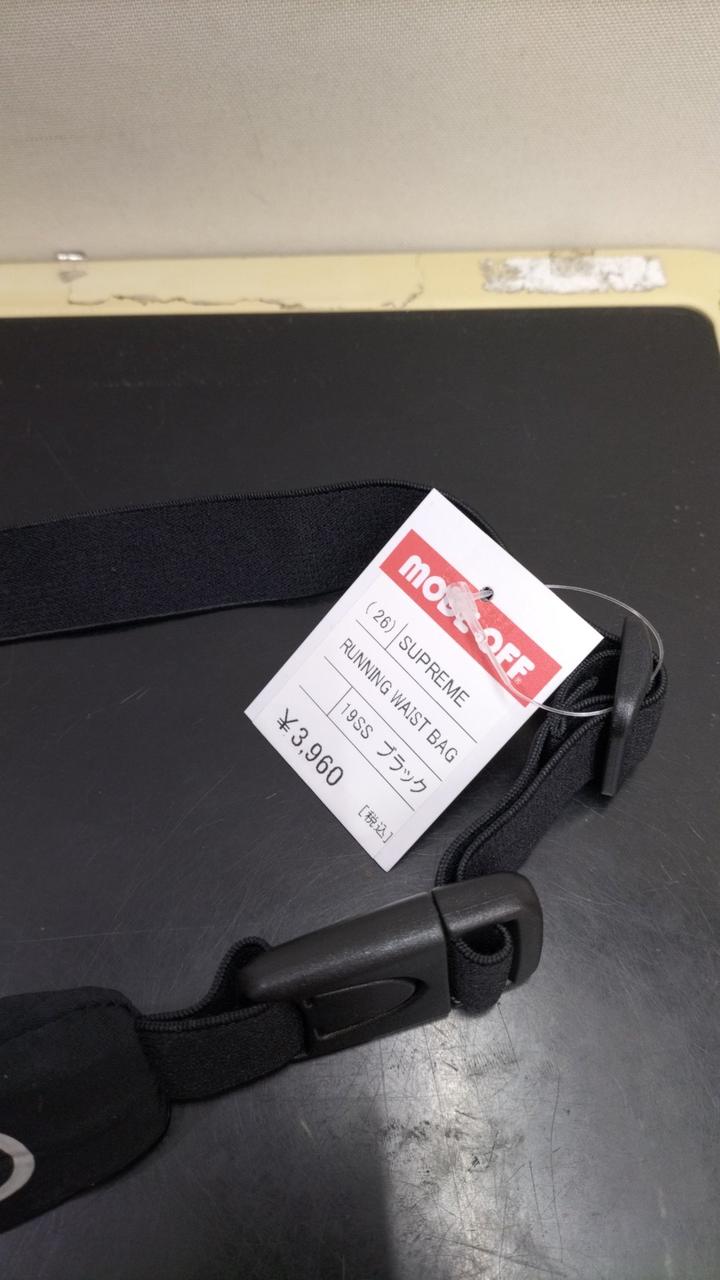 MODE OFF
(26) SUPREME
RUNNING WAIST BAG
19SS ブラック
¥3,960
[税込]